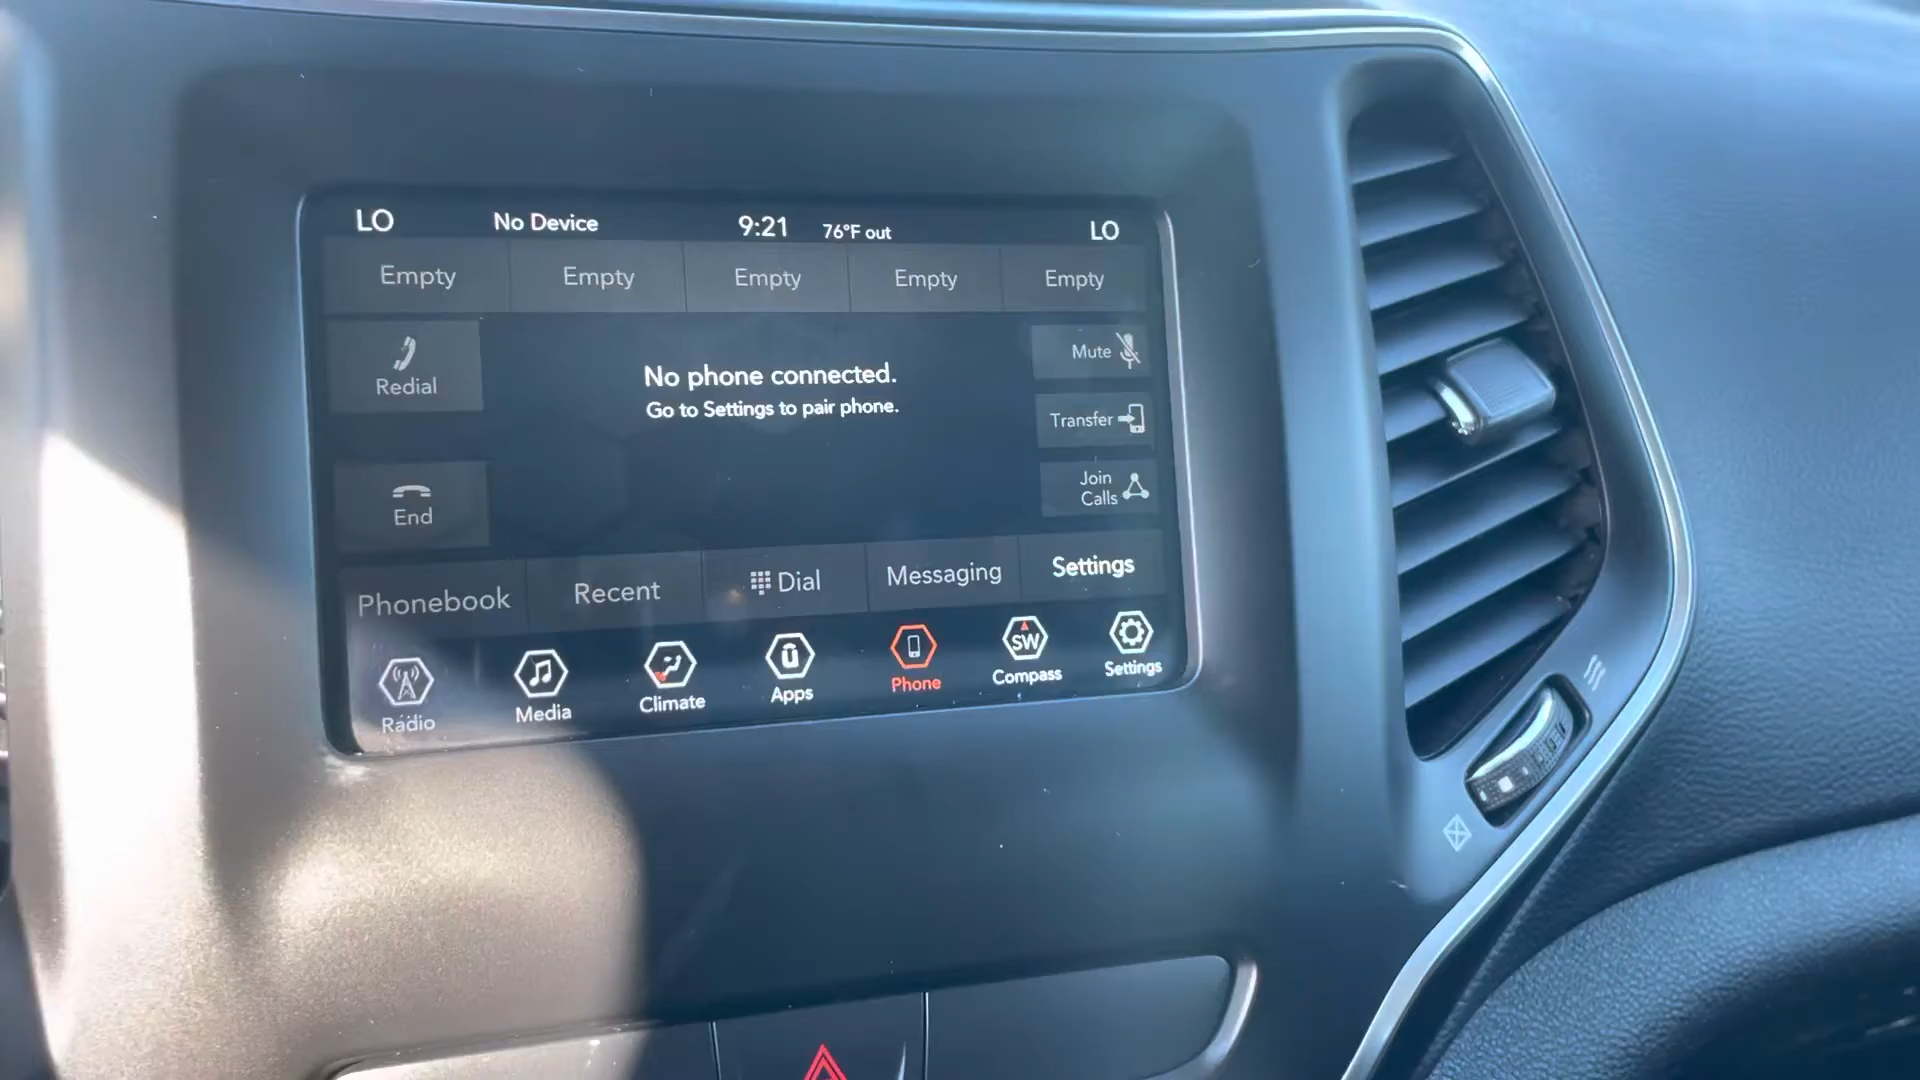 LO No Device 9:21 76°F out LO
Empty Empty Empty Empty Empty
Redial
No phone connected.
Go to Settings to pair phone.
Mute
Transfer
Join
Calls
End
Phonebook Recent Dial Messaging Settings
Radio Media Climate Apps Phone SW Compass Settings